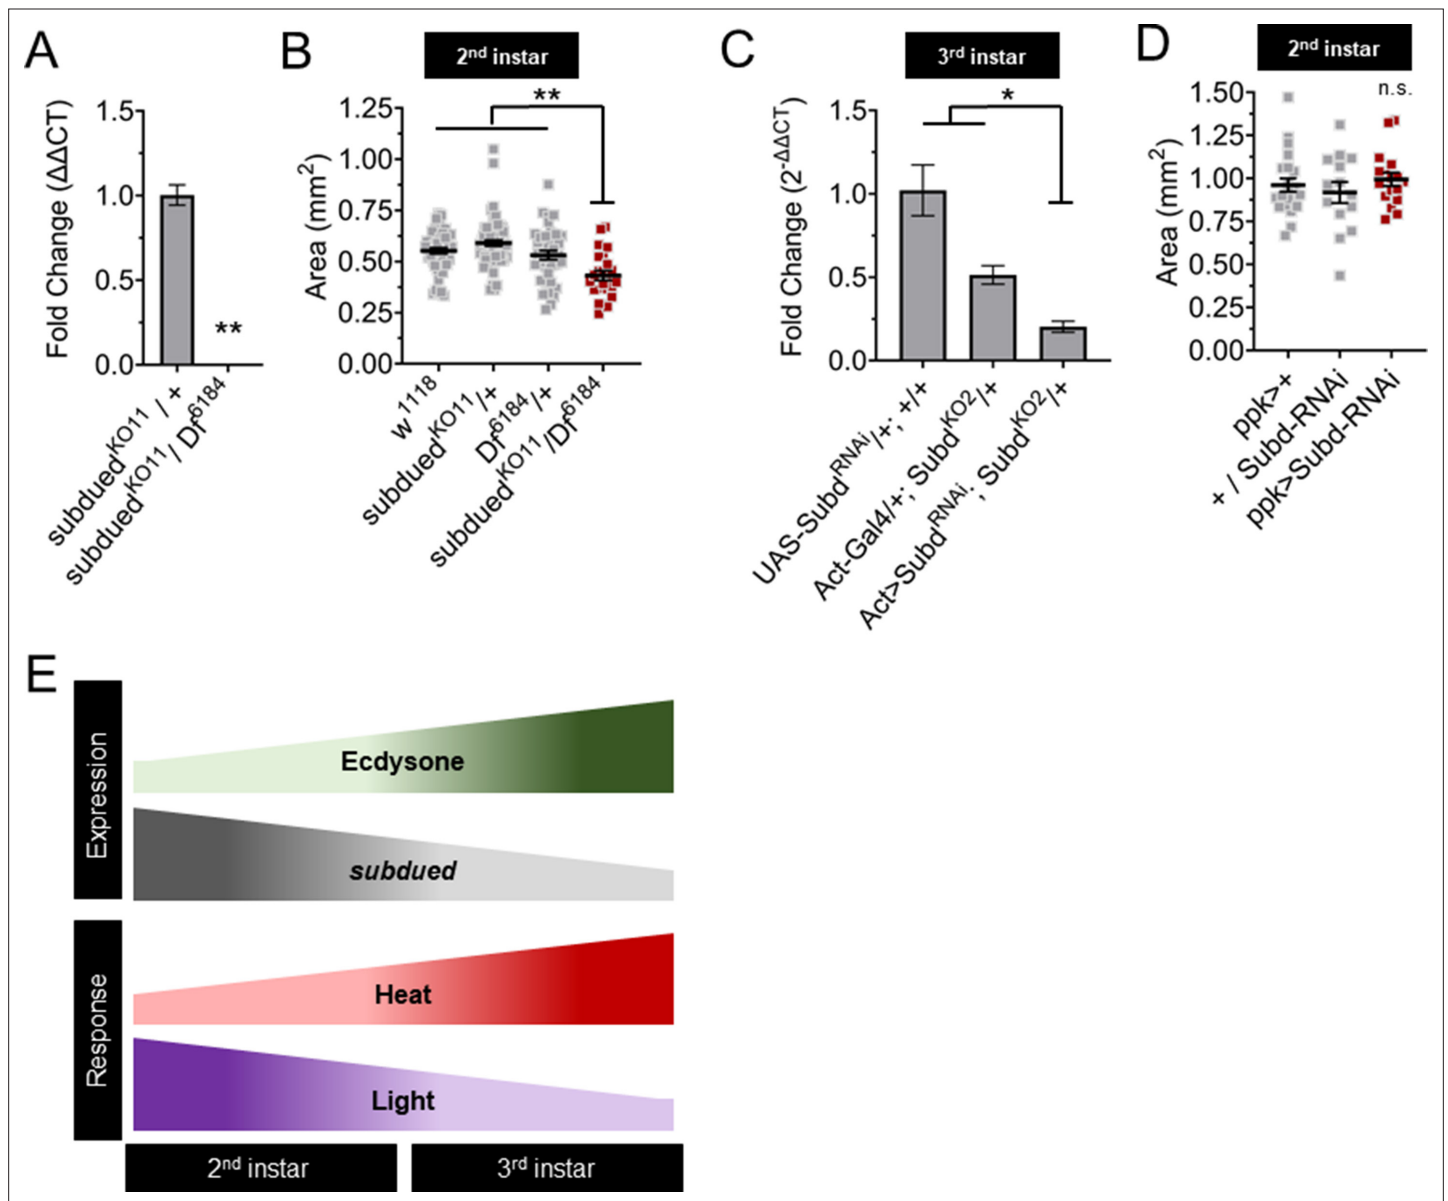 A
Fold Change (ΔΔCT)
1.5
1.0
0.5
0.0
**
subdued^KO11 / +
subdued^KO11 / Df^6184
B
2nd instar
Area (mm²)
1.25
1.00
0.75
0.50
0.25
0.00
**
w^1118
subdued^KO11/+
Df^6184/+
subdued^KO11/Df^6184
C
3rd instar
Fold Change (2^-ΔΔCT)
1.5
1.0
0.5
0.0
*
UAS-Subd^RNAi/+; +/+
Act-Gal4/+; Subd^KO2/+
Act>Subd^RNAi; Subd^KO2/+
D
2nd instar
n.s.
Area (mm²)
1.50
1.25
1.00
0.75
0.50
0.25
0.00
ppk>+
+ / Subd-RNAi
ppk>Subd-RNAi
E
Expression
Ecdysone
subdued
Response
Heat
Light
2nd instar
3rd instar